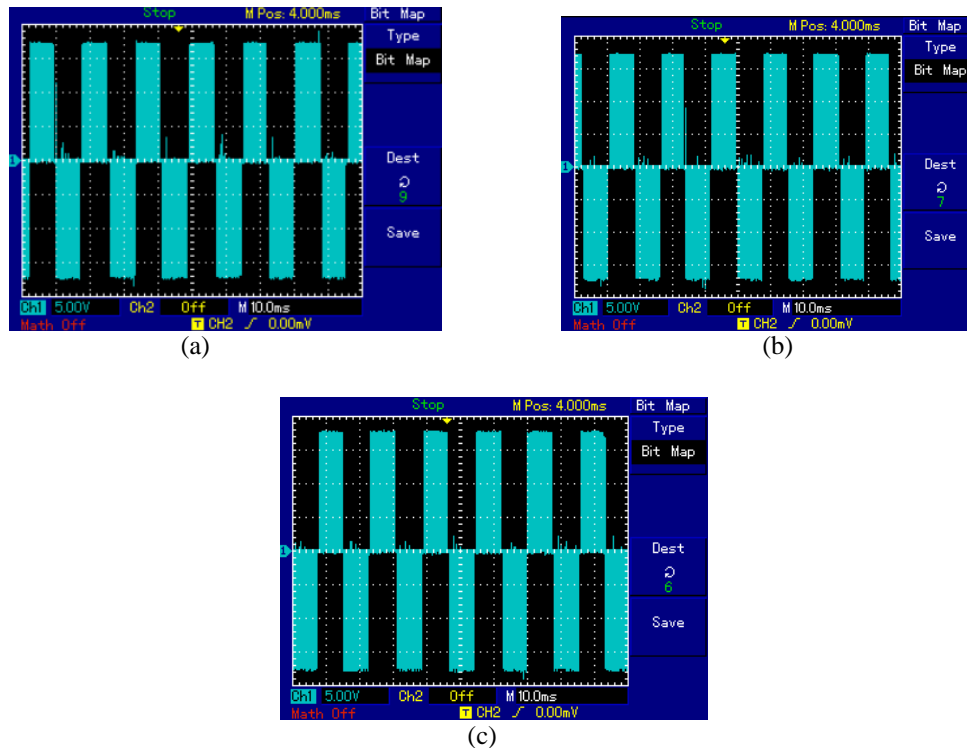 Stop M Pos: 4.000ms Bit Map
Type
Bit Map
1
Dest
9
Save
Ch1 5.00V Ch2 Off M 10.0ms
Math Off T CH2 0.00mV
(a)
Stop M Pos: 4.000ms Bit Map
Type
Bit Map
1
Dest
7
Save
Ch1 5.00V Ch2 Off M 10.0ms
Math Off T CH2 0.00mV
(b)
Stop M Pos: 4.000ms Bit Map
Type
Bit Map
1
Dest
6
Save
Ch1 5.00V Ch2 Off M 10.0ms
Math Off T CH2 0.00mV
(c)